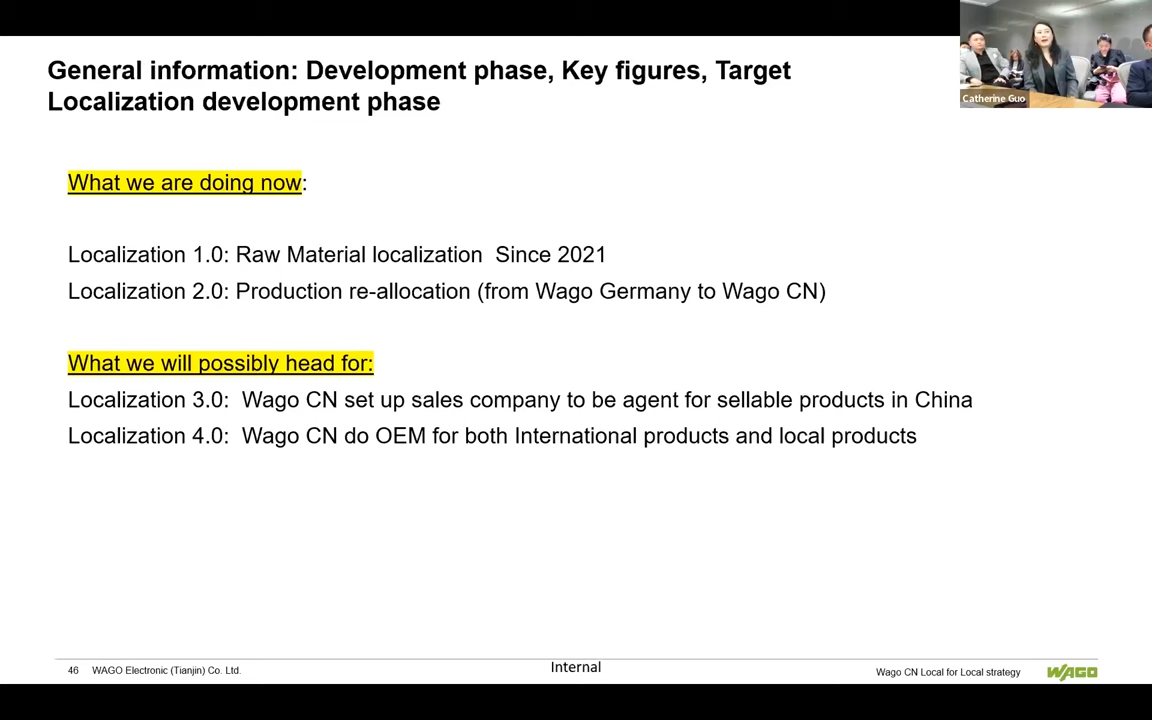 General information: Development phase, Key figures, Target
Localization development phase
Catherine Guo
What we are doing now:
Localization 1.0: Raw Material localization  Since 2021
Localization 2.0: Production re-allocation (from Wago Germany to Wago CN)
What we will possibly head for:
Localization 3.0:  Wago CN set up sales company to be agent for sellable products in China
Localization 4.0:  Wago CN do OEM for both International products and local products
46 WAGO Electronic (Tianjin) Co. Ltd.
Internal
Wago CN Local for Local strategy
WAGO